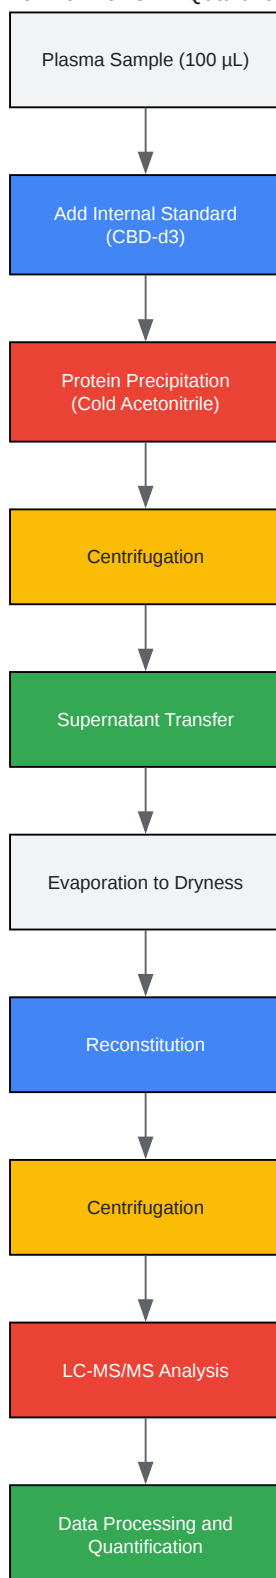 Plasma Sample (100 µL)
Add Internal Standard
(CBD-d3)
Protein Precipitation
(Cold Acetonitrile)
Centrifugation
Supernatant Transfer
Evaporation to Dryness
Reconstitution
Centrifugation
LC-MS/MS Analysis
Data Processing and
Quantification